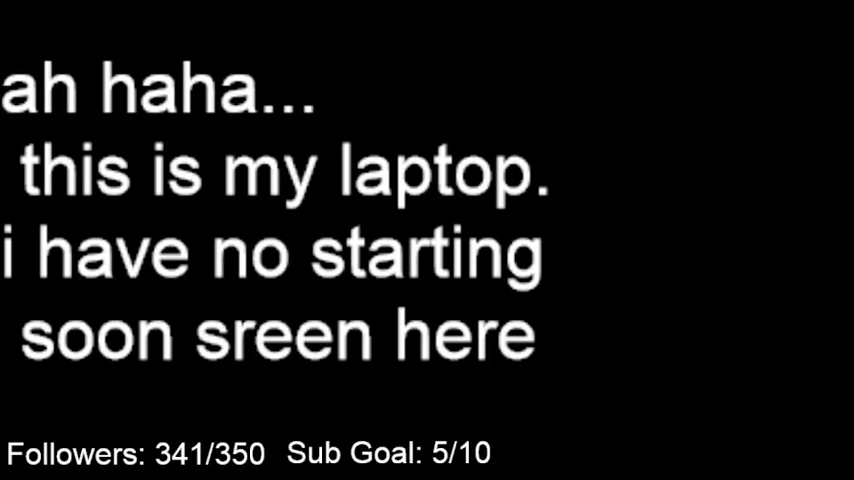 ah haha...
this is my laptop.
i have no starting
soon sreen here
Followers: 341/350 Sub Goal: 5/10